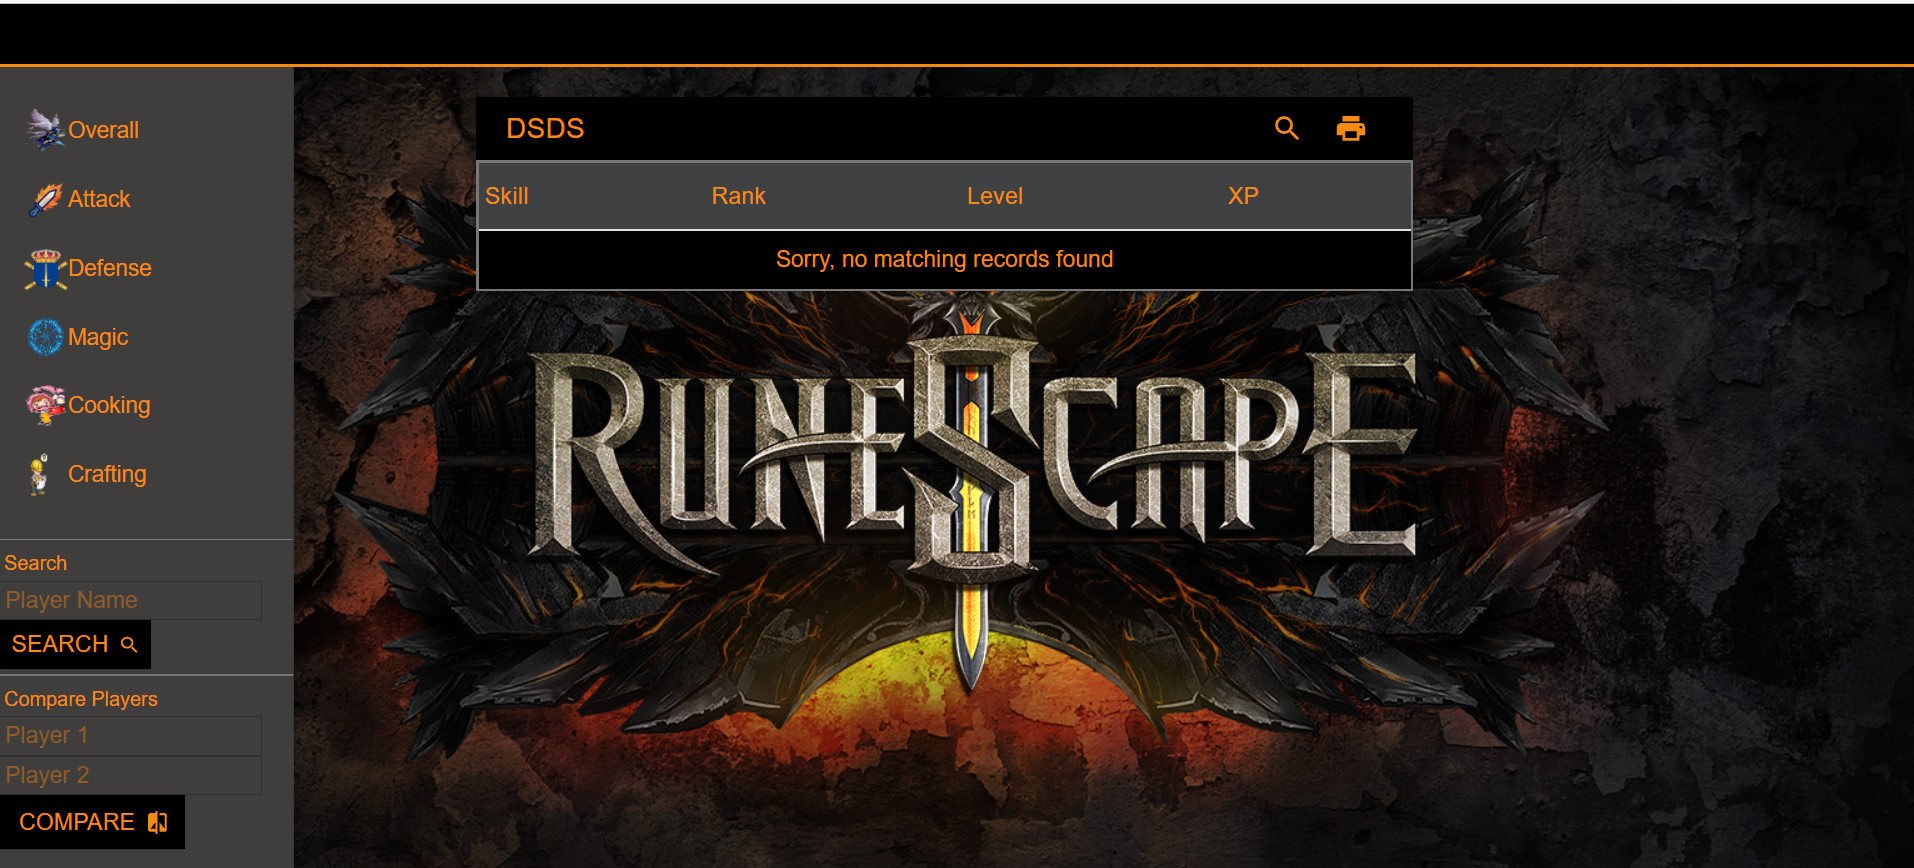 Overall
Attack
Defense
Magic
Cooking
Crafting
Search
Player Name
SEARCH
Compare Players
Player 1
Player 2
COMPARE
DSDS
Skill Rank Level XP
Sorry, no matching records found
RUNESCAPE